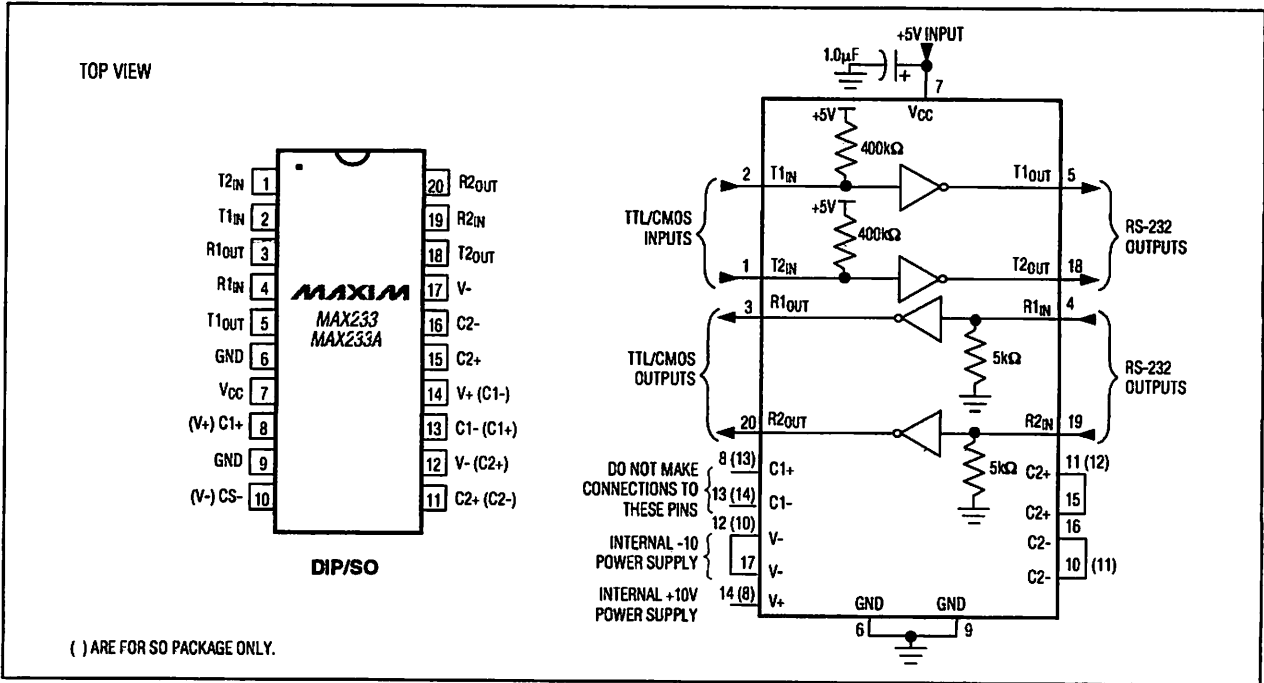 TOP VIEW
T2IN 1
T1IN 2
R1OUT 3
R1IN 4
T1OUT 5
GND 6
VCC 7
(V+) C1+ 8
GND 9
(V-) CS- 10
20 R2OUT
19 R2IN
18 T2OUT
17 V-
16 C2-
15 C2+
14 V+ (C1-)
13 C1- (C1+)
12 V- (C2+)
11 C2+ (C2-)
MAXIM
MAX233
MAX233A
DIP/SO
( ) ARE FOR SO PACKAGE ONLY.
+5V INPUT
1.0µF
+
7
VCC
+5V
400kΩ
2 T1IN
T1OUT 5
+5V
400kΩ
TTL/CMOS
INPUTS
RS-232
OUTPUTS
1 T2IN
T2OUT 18
3 R1OUT
R1IN 4
5kΩ
TTL/CMOS
OUTPUTS
RS-232
OUTPUTS
20 R2OUT
R2IN 19
5kΩ
8 (13) C1+
DO NOT MAKE
CONNECTIONS TO
THESE PINS
13 (14) C1-
12 (10) V-
INTERNAL -10
POWER SUPPLY
17 V-
INTERNAL +10V
POWER SUPPLY
14 (8) V+
C2+ 11 (12)
C2+ 15
C2- 16
C2- 10 (11)
GND GND
6 9